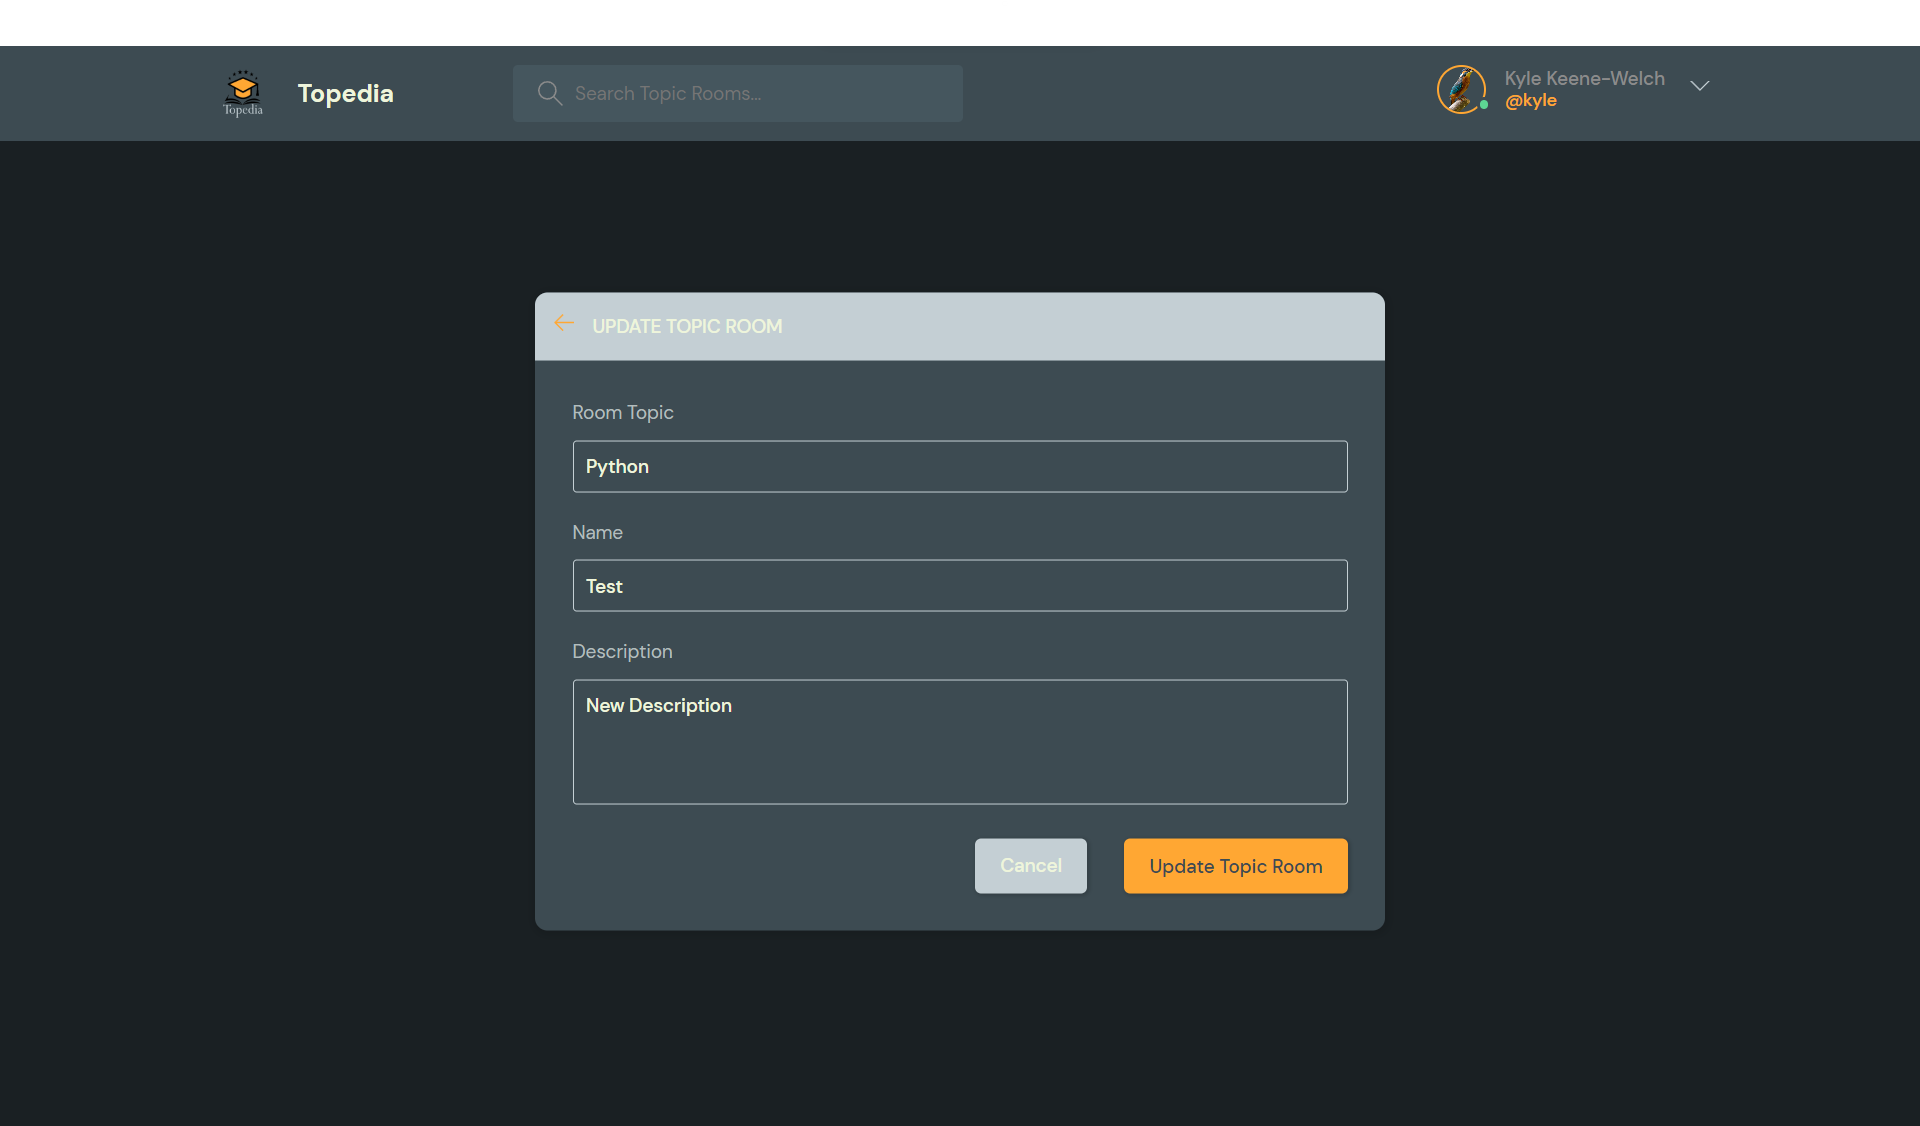 Topedia
Topedia
Search Topic Rooms...
Kyle Keene-Welch
@kyle
UPDATE TOPIC ROOM
Room Topic
Python
Name
Test
Description
New Description
Cancel
Update Topic Room